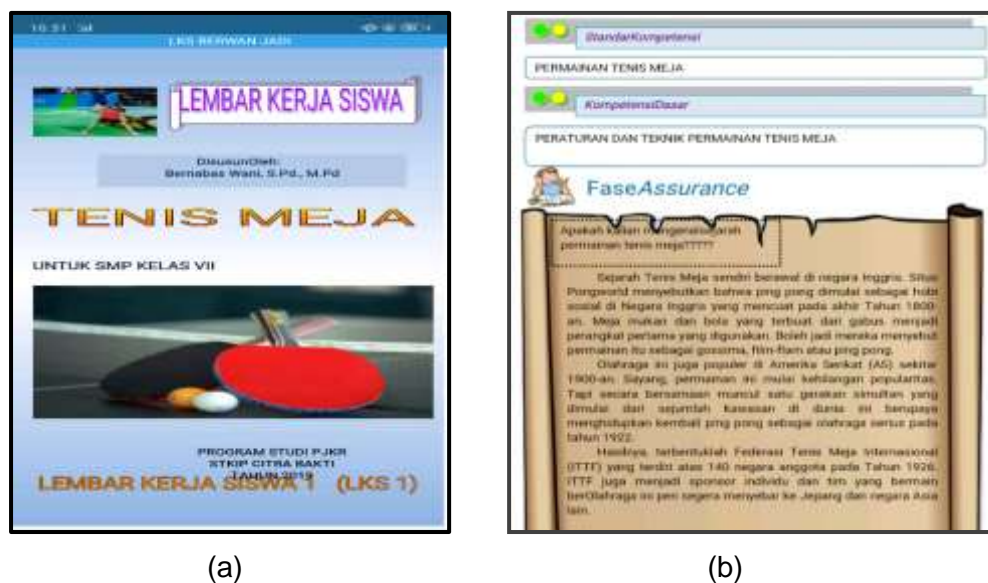 LKS BERWAN JADI
LEMBAR KERJA SISWA
DisusunOleh:
Bernabas Wani, S.Pd., M.Pd
TENIS MEJA
UNTUK SMP KELAS VII
PROGRAM STUDI PJKR
STKIP CITRA BAKTI
TAHUN 2019
LEMBAR KERJA SISWA 1 (LKS 1)
(a)
StandarKompetensi
PERMAINAN TENIS MEJA
KompetensiDasar
PERATURAN DAN TEKNIK PERMAINAN TENIS MEJA
FaseAssurance
Apakah kalian mengenalsejarah
permainan tenis meja?????
Sejarah Tenis Meja sendiri berawal di negara Inggris. Situs
Pongworld menyebutkan bahwa ping pong dimulai sebagai hobi
sosial di Negara Inggris yang mencuat pada akhir Tahun 1800-
an. Meja makan dan bola yang terbuat dari gabus menjadi
perangkat pertama yang digunakan. Boleh jadi mereka menyebut
permainan itu sebagai gossima, flim-flam atau ping pong.
Olahraga ini juga populer di Amerika Serikat (AS) sekitar
1900-an. Sayang, permainan ini mulai kehilangan popularitas.
Tapi secara bersamaan muncul satu gerakan simultan yang
dimulai dari sejumlah kawasan di dunia ini berupaya
menghidupkan kembali ping pong sebagai olahraga serius pada
tahun 1922.
Hasilnya, terbentuklah Federasi Tenis Meja Internasional
(ITTF) yang terdiri atas 140 negara anggota pada Tahun 1926.
ITTF juga menjadi sponsor individu dan tim yang bermain
berOlahraga ini pen segera menyebar ke Jepang dan negara Asia
lain.
(b)